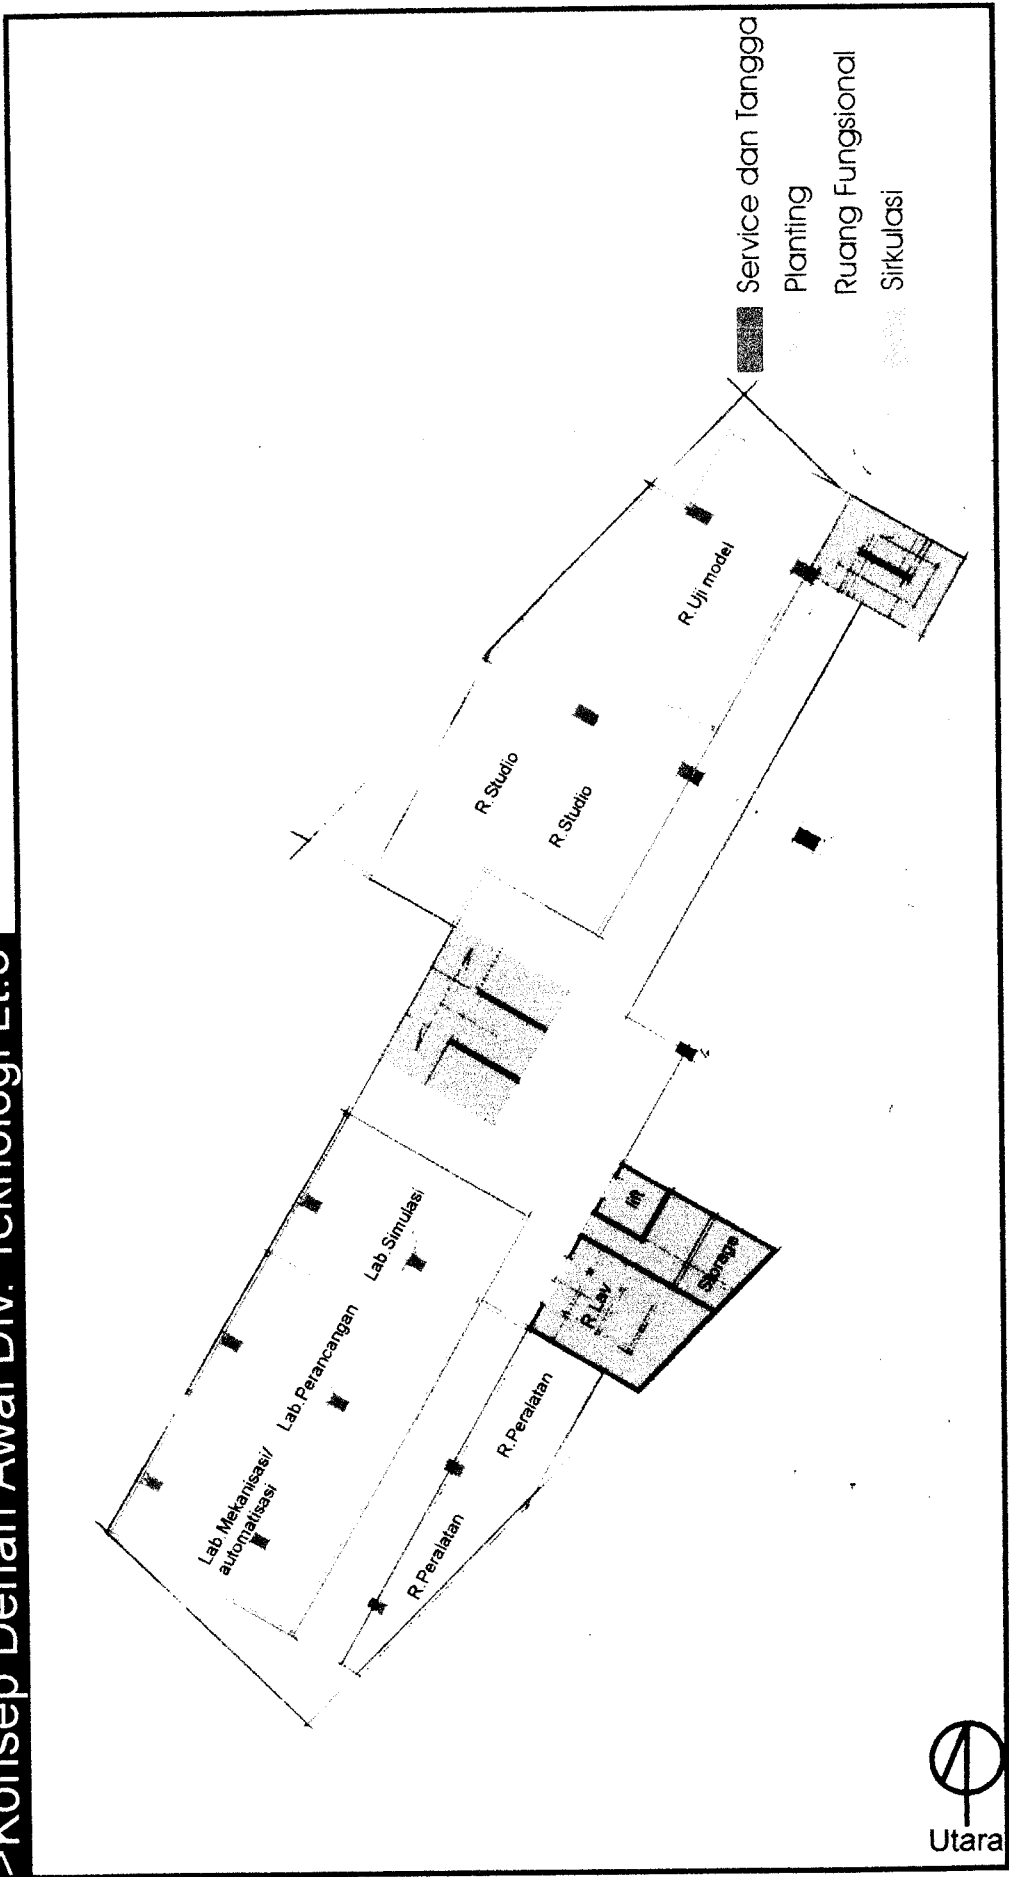 >Konsep Denah Awal Div. Teknologi Lt.3
Service dan Tangga
Planting
Ruang Fungsional
Sirkulasi
R.Uji model
R.Studio
R.Studio
Lab.Simulasi
Lab.Perancangan
Lab.Mekanisasi/
automatisasi
lift
Storage
R.Lav
R.Peralatan
R.Peralatan
Utara